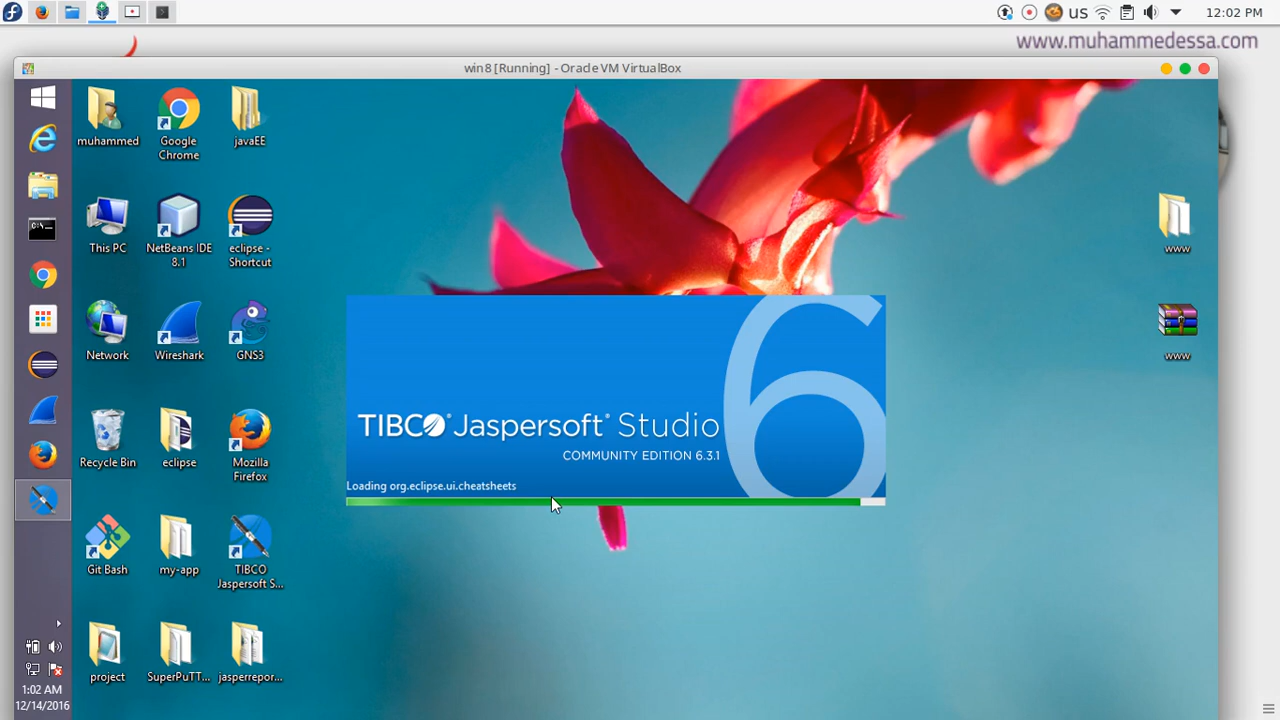 us
12:02 PM
www.muhammedessa.com
win8 [Running] - Oracle VM VirtualBox
muhammed
Google Chrome
javaEE
This PC
NetBeans IDE 8.1
eclipse - Shortcut
Network
Wireshark
GNS3
Recycle Bin
eclipse
Mozilla Firefox
Git Bash
my-app
TIBCO Jaspersoft S...
project
SuperPuTT...
jasperrepor...
www
www
C:\
6
TIBCO® Jaspersoft® Studio
COMMUNITY EDITION 6.3.1
Loading org.eclipse.ui.cheatsheets
1:02 AM
12/14/2016